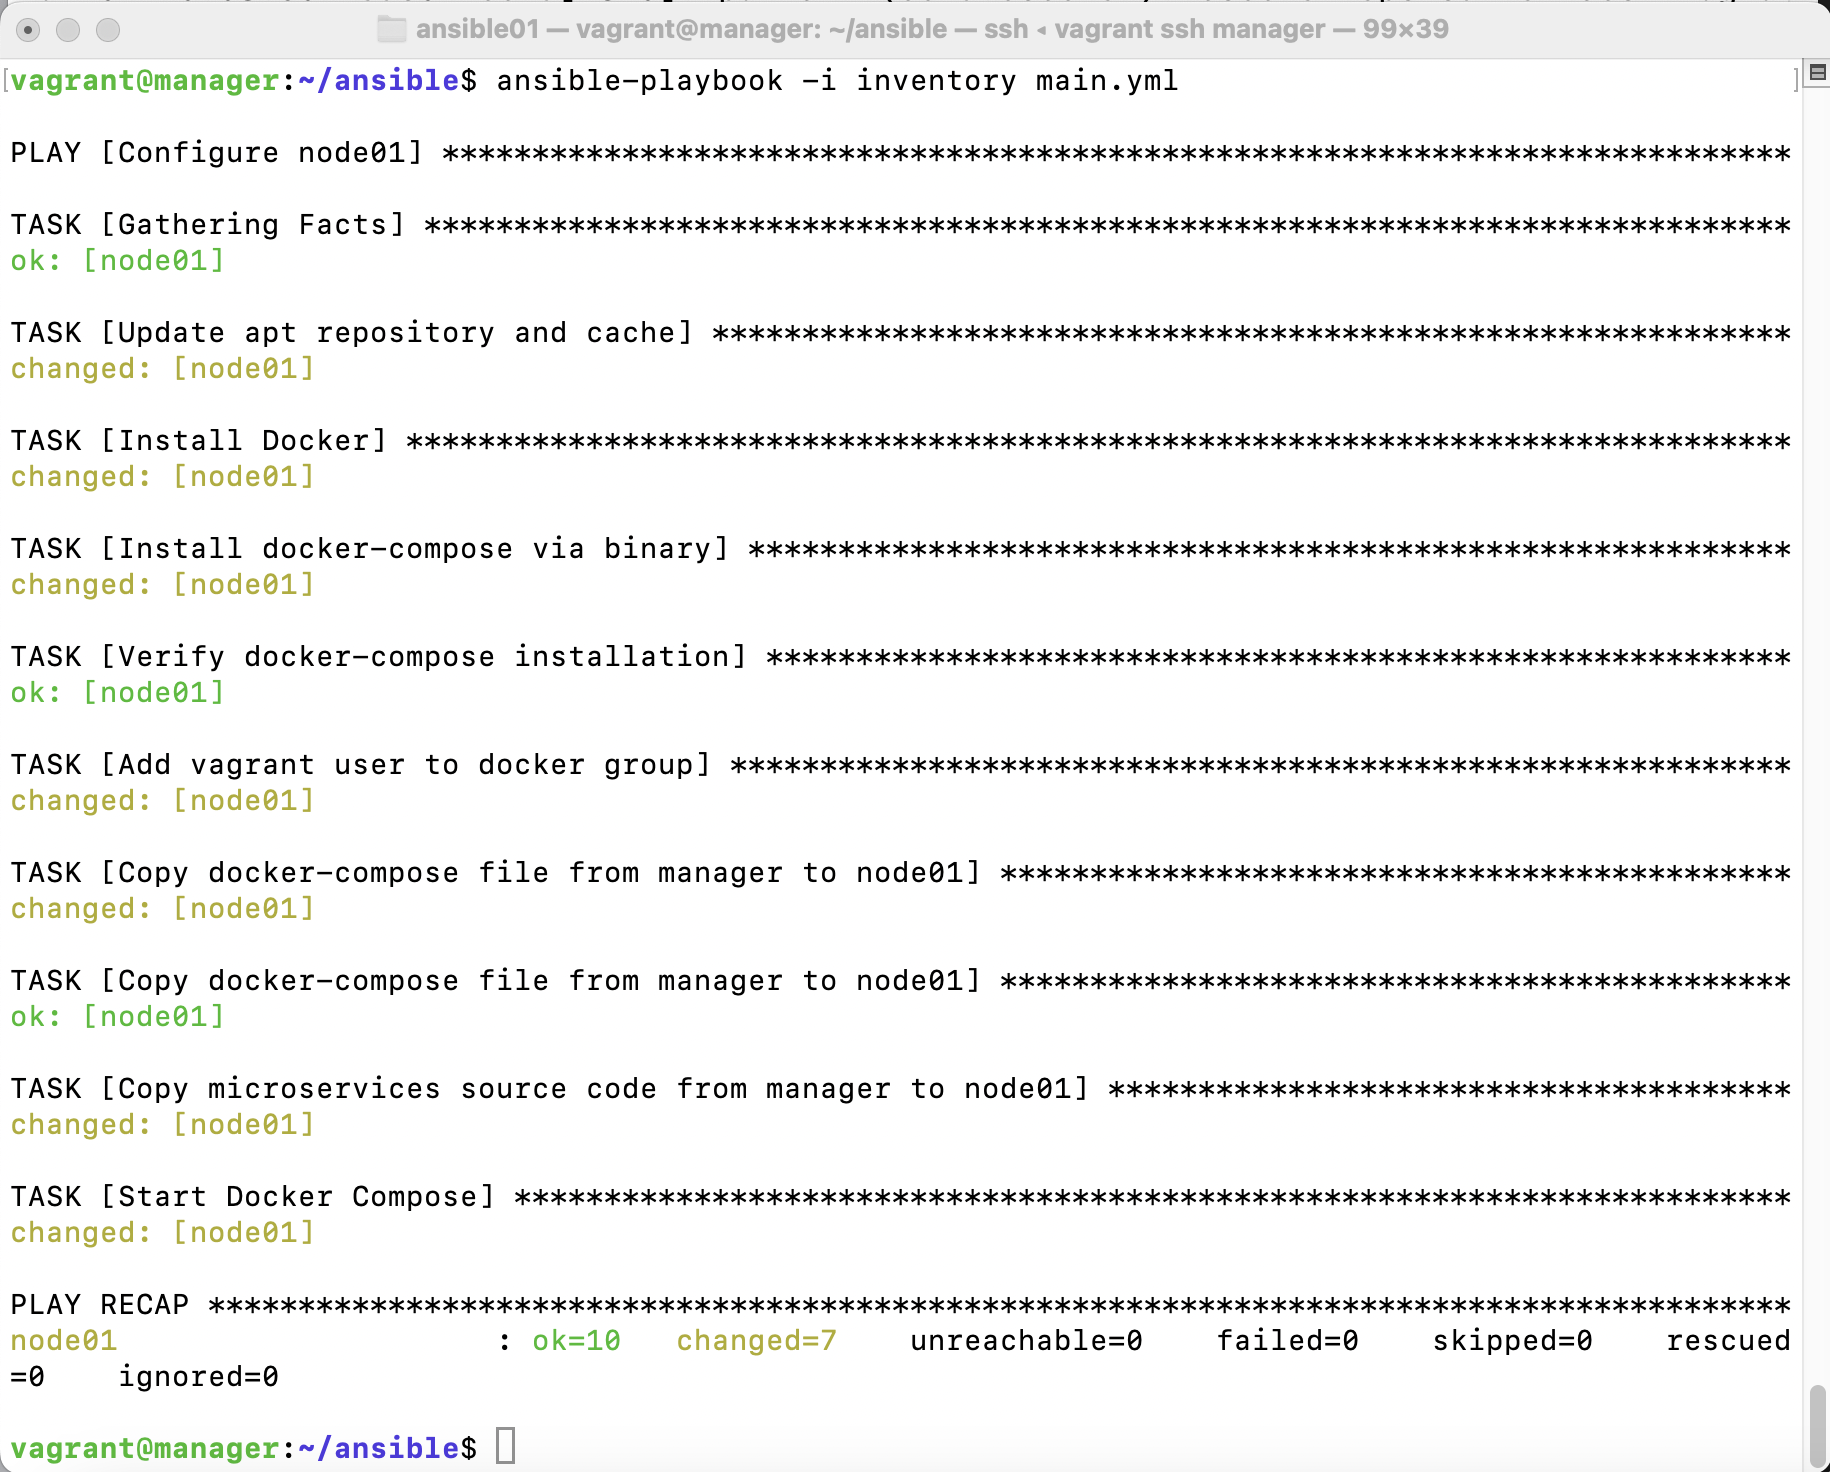 ansible01 — vagrant@manager: ~/ansible — ssh ◂ vagrant ssh manager — 99×39
[vagrant@manager:~/ansible$ ansible-playbook -i inventory main.yml ]
PLAY [Configure node01] ***************************************************************************
TASK [Gathering Facts] ****************************************************************************
ok: [node01]
TASK [Update apt repository and cache] ************************************************************
changed: [node01]
TASK [Install Docker] *****************************************************************************
changed: [node01]
TASK [Install docker-compose via binary] **********************************************************
changed: [node01]
TASK [Verify docker-compose installation] *********************************************************
ok: [node01]
TASK [Add vagrant user to docker group] ***********************************************************
changed: [node01]
TASK [Copy docker-compose file from manager to node01] ********************************************
changed: [node01]
TASK [Copy docker-compose file from manager to node01] ********************************************
ok: [node01]
TASK [Copy microservices source code from manager to node01] **************************************
changed: [node01]
TASK [Start Docker Compose] ***********************************************************************
changed: [node01]
PLAY RECAP ****************************************************************************************
node01                     : ok=10   changed=7    unreachable=0    failed=0    skipped=0    rescued
=0    ignored=0
vagrant@manager:~/ansible$